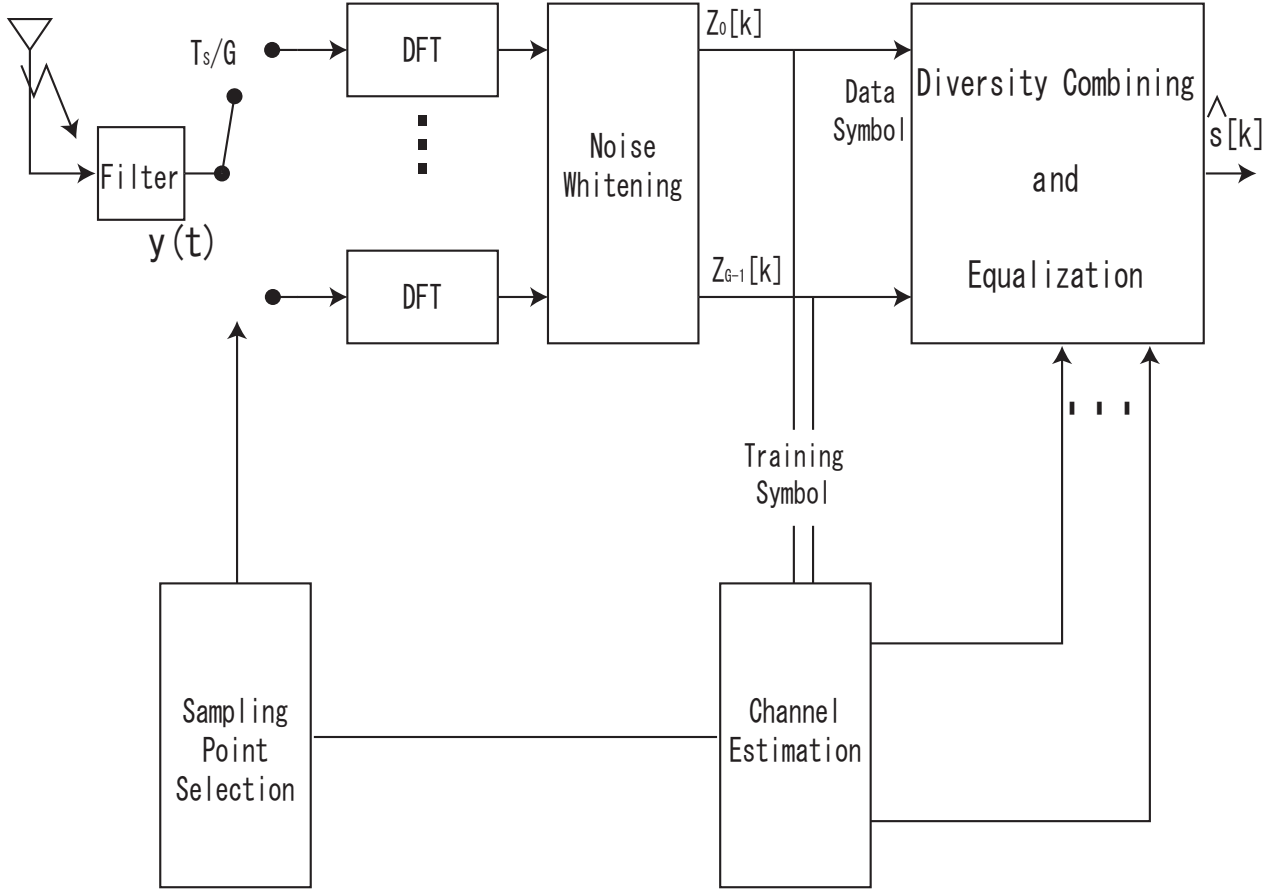 Ts/G
DFT
Z0[k]
Data
Symbol
Diversity Combining
and
Equalization
ŝ[k]
Filter
y(t)
Noise
Whitening
DFT
ZG-1[k]
Training
Symbol
Sampling
Point
Selection
Channel
Estimation